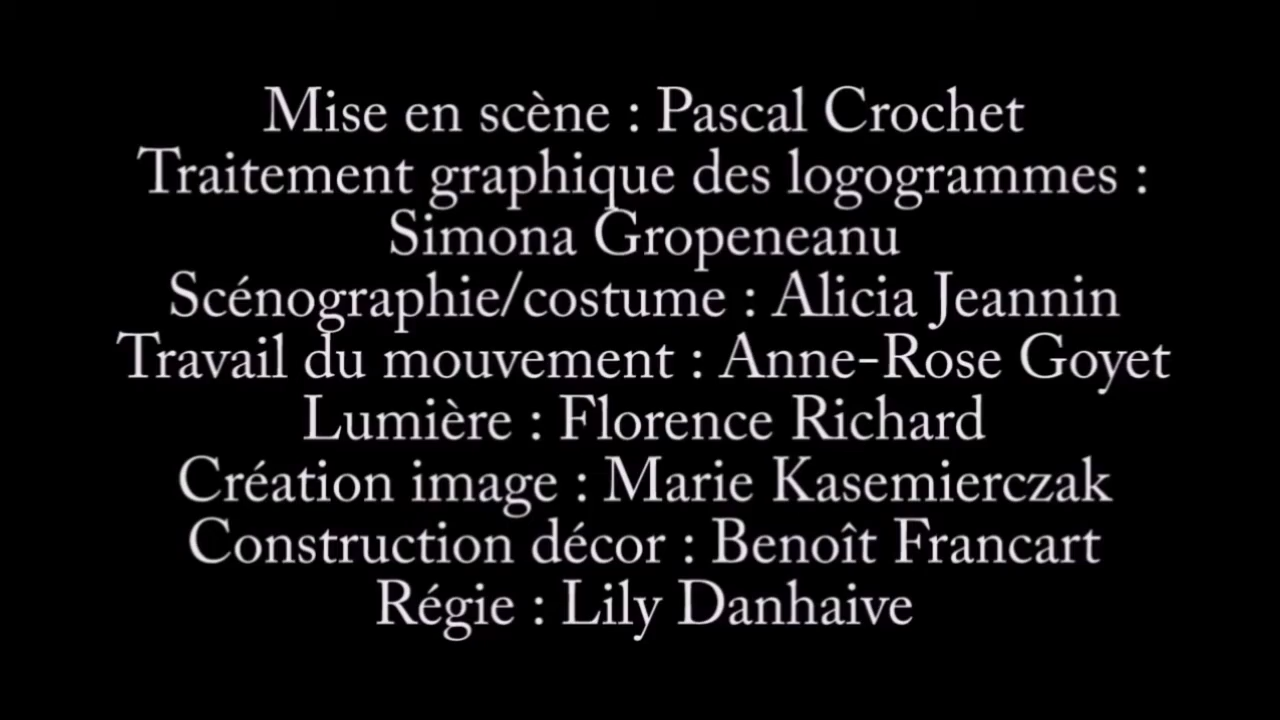 Mise en scène : Pascal Crochet
Traitement graphique des logogrammes :
Simona Gropeneanu
Scénographie/costume : Alicia Jeannin
Travail du mouvement : Anne-Rose Goyet
Lumière : Florence Richard
Création image : Marie Kasemierczak
Construction décor : Benoît Francart
Régie : Lily Danhaive